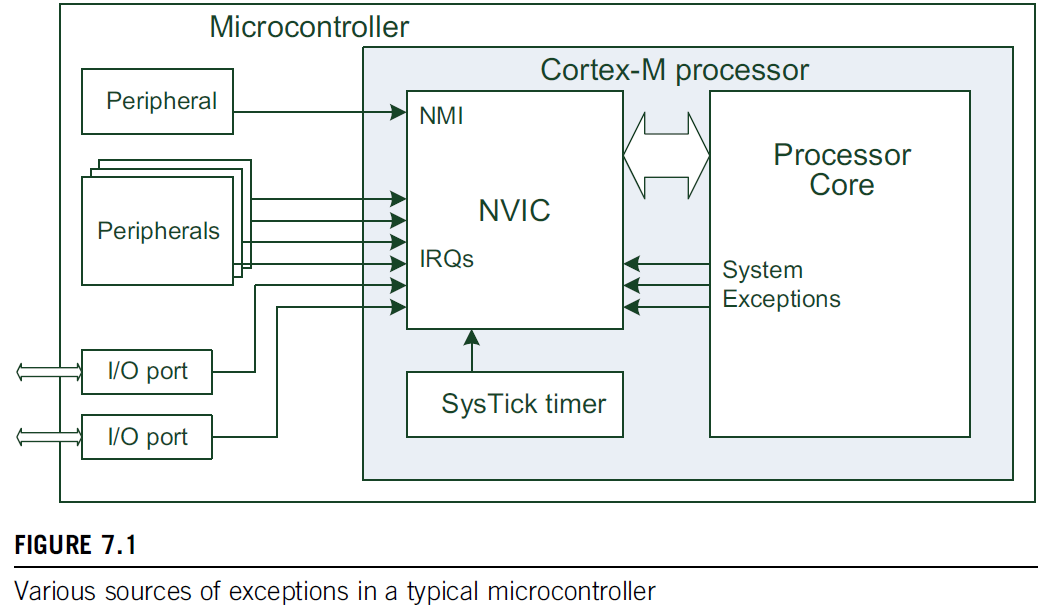 Microcontroller
Cortex-M processor
Peripheral
NMI
Processor
Core
NVIC
Peripherals
IRQs
System
Exceptions
I/O port
SysTick timer
I/O port
FIGURE 7.1
Various sources of exceptions in a typical microcontroller